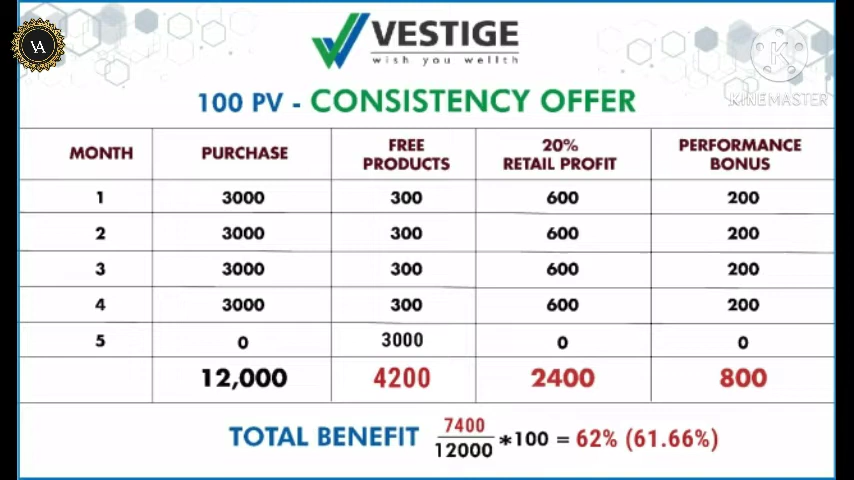 VA
VESTIGE
wish you wellth
KINEMASTER
100 PV - CONSISTENCY OFFER
MONTH PURCHASE FREE PRODUCTS 20% RETAIL PROFIT PERFORMANCE BONUS
1 3000 300 600 200
2 3000 300 600 200
3 3000 300 600 200
4 3000 300 600 200
5 0 3000 0 0
12,000 4200 2400 800
TOTAL BENEFIT 7400/12000 *100 = 62% (61.66%)